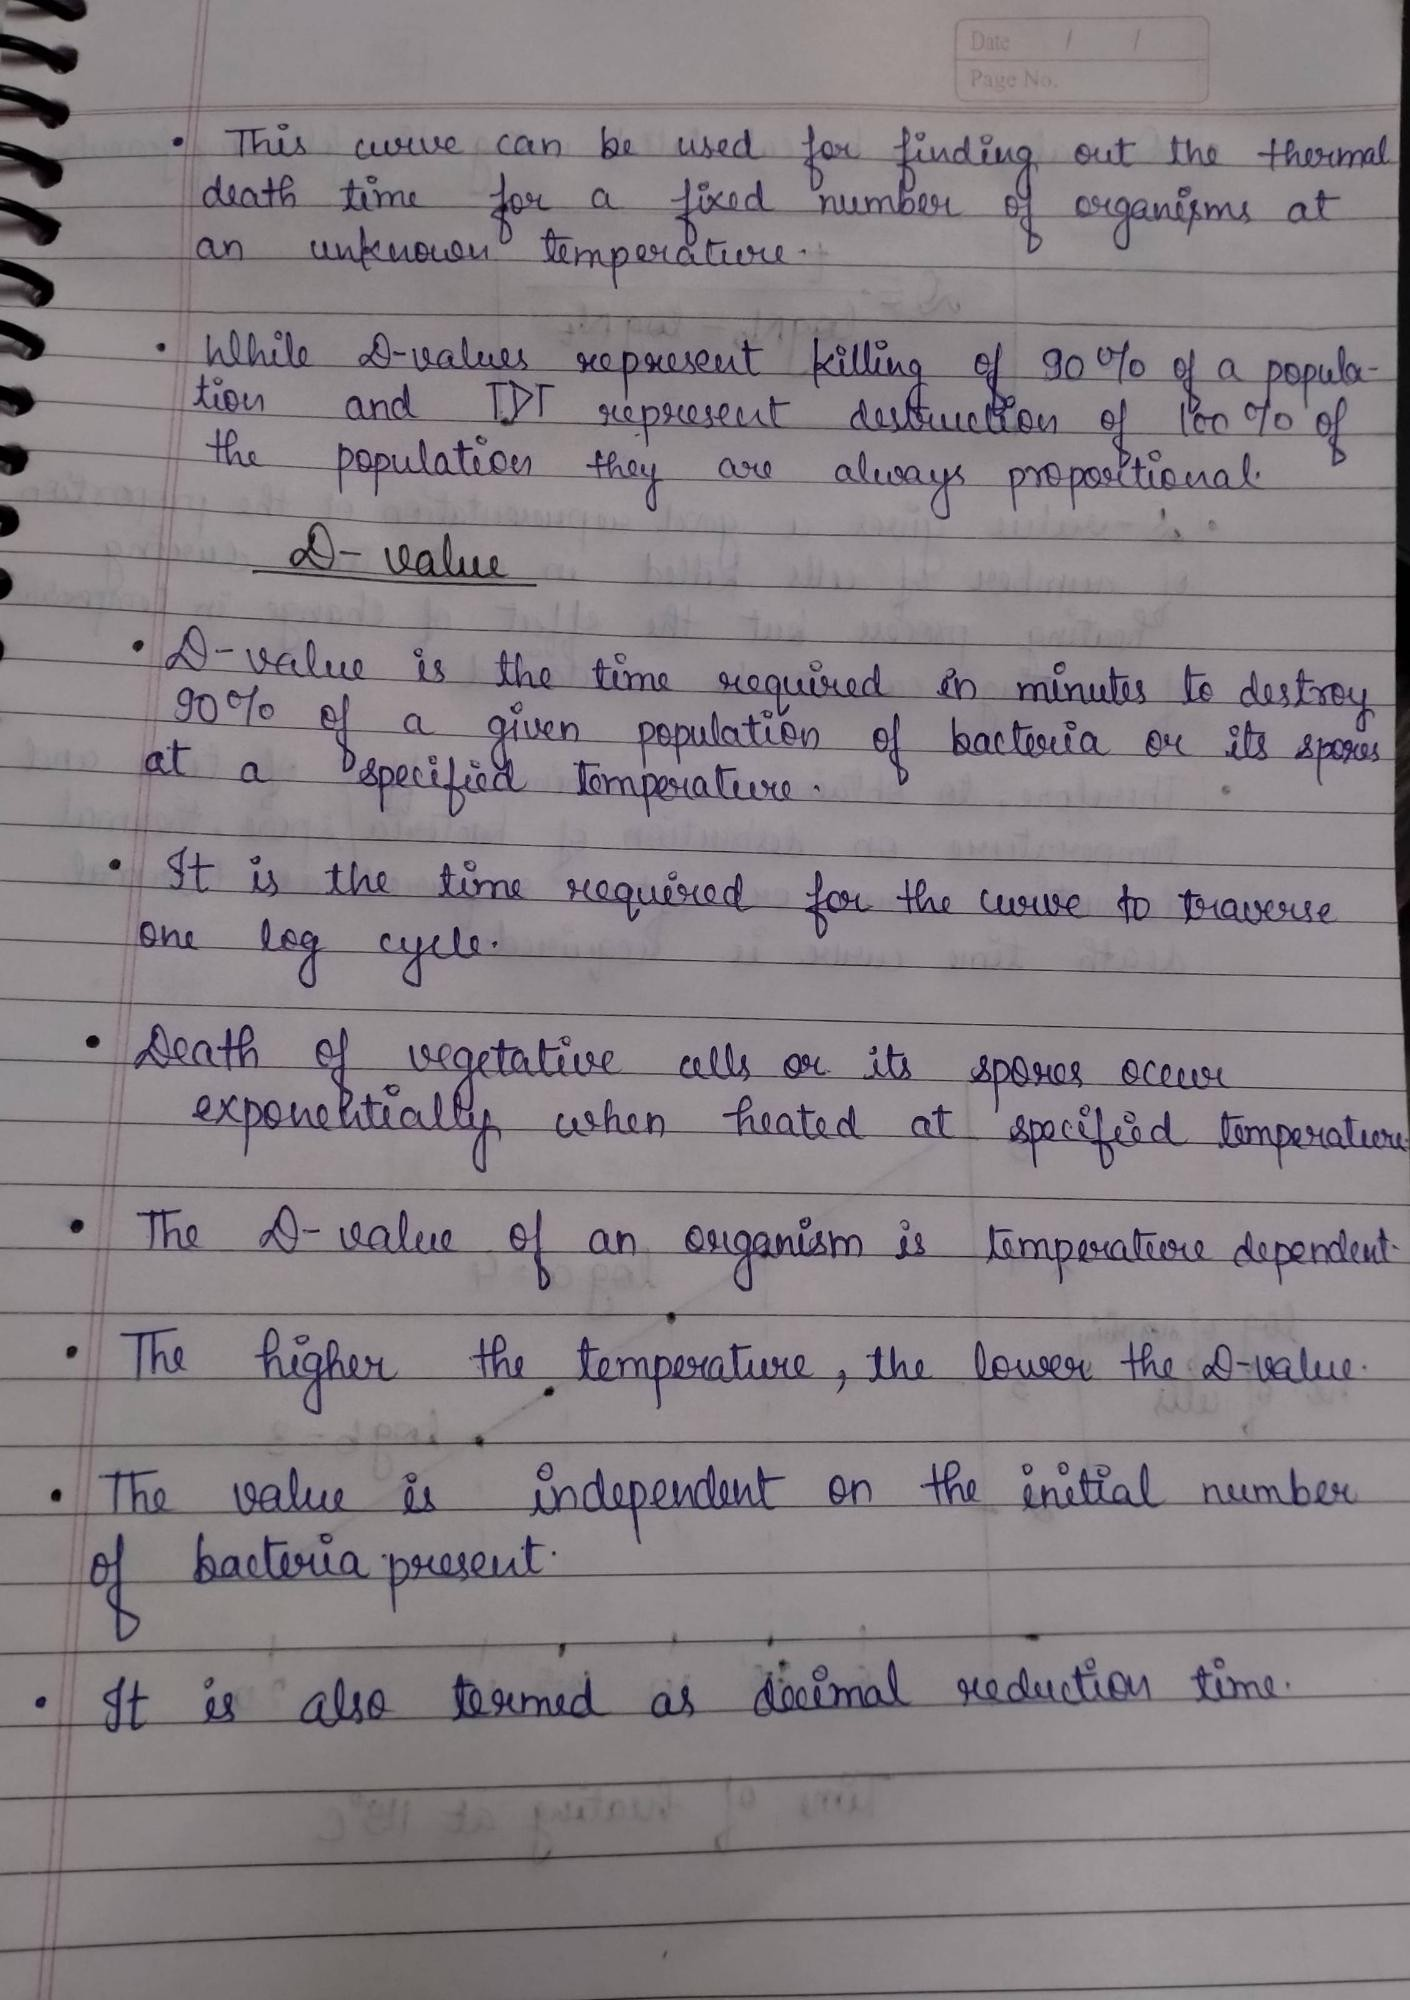 Date / /
Page No.
• This curve can be used for finding out the thermal
death time for a fixed number of organisms at
an unknown temperature.
• While D-values represent killing of 90% of a popula-
tion and TDT represent destruction of 100% of
the population they are always proportional.
D-value
• D-value is the time required in minutes to destroy
90% of a given population of bacteria or its spores
at a specified temperature.
• It is the time required for the curve to traverse
one log cycle.
• Death of vegetative cells or its spores occur
exponentially when heated at specified temperature
• The D-value of an organism is temperature dependent.
• The higher the temperature, the lower the D-value.
• The value is independent on the initial number
of bacteria present.
• It is also termed as decimal reduction time.